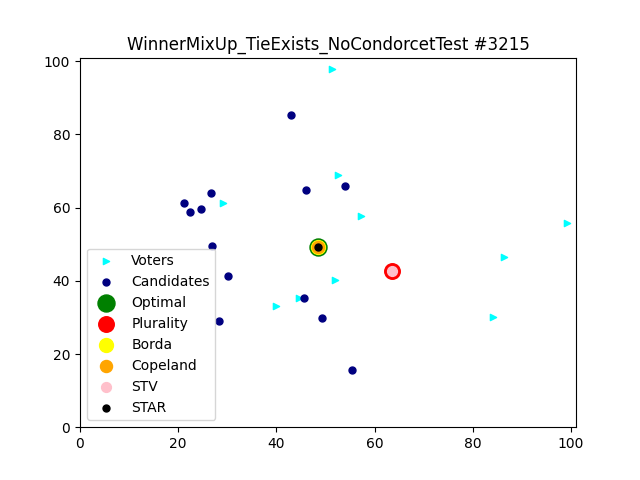 WinnerMixUp_TieExists_NoCondorcetTest #3215
100
80
60
40
20
0
Voters
Candidates
Optimal
Plurality
Borda
Copeland
STV
STAR
0 20 40 60 80 100